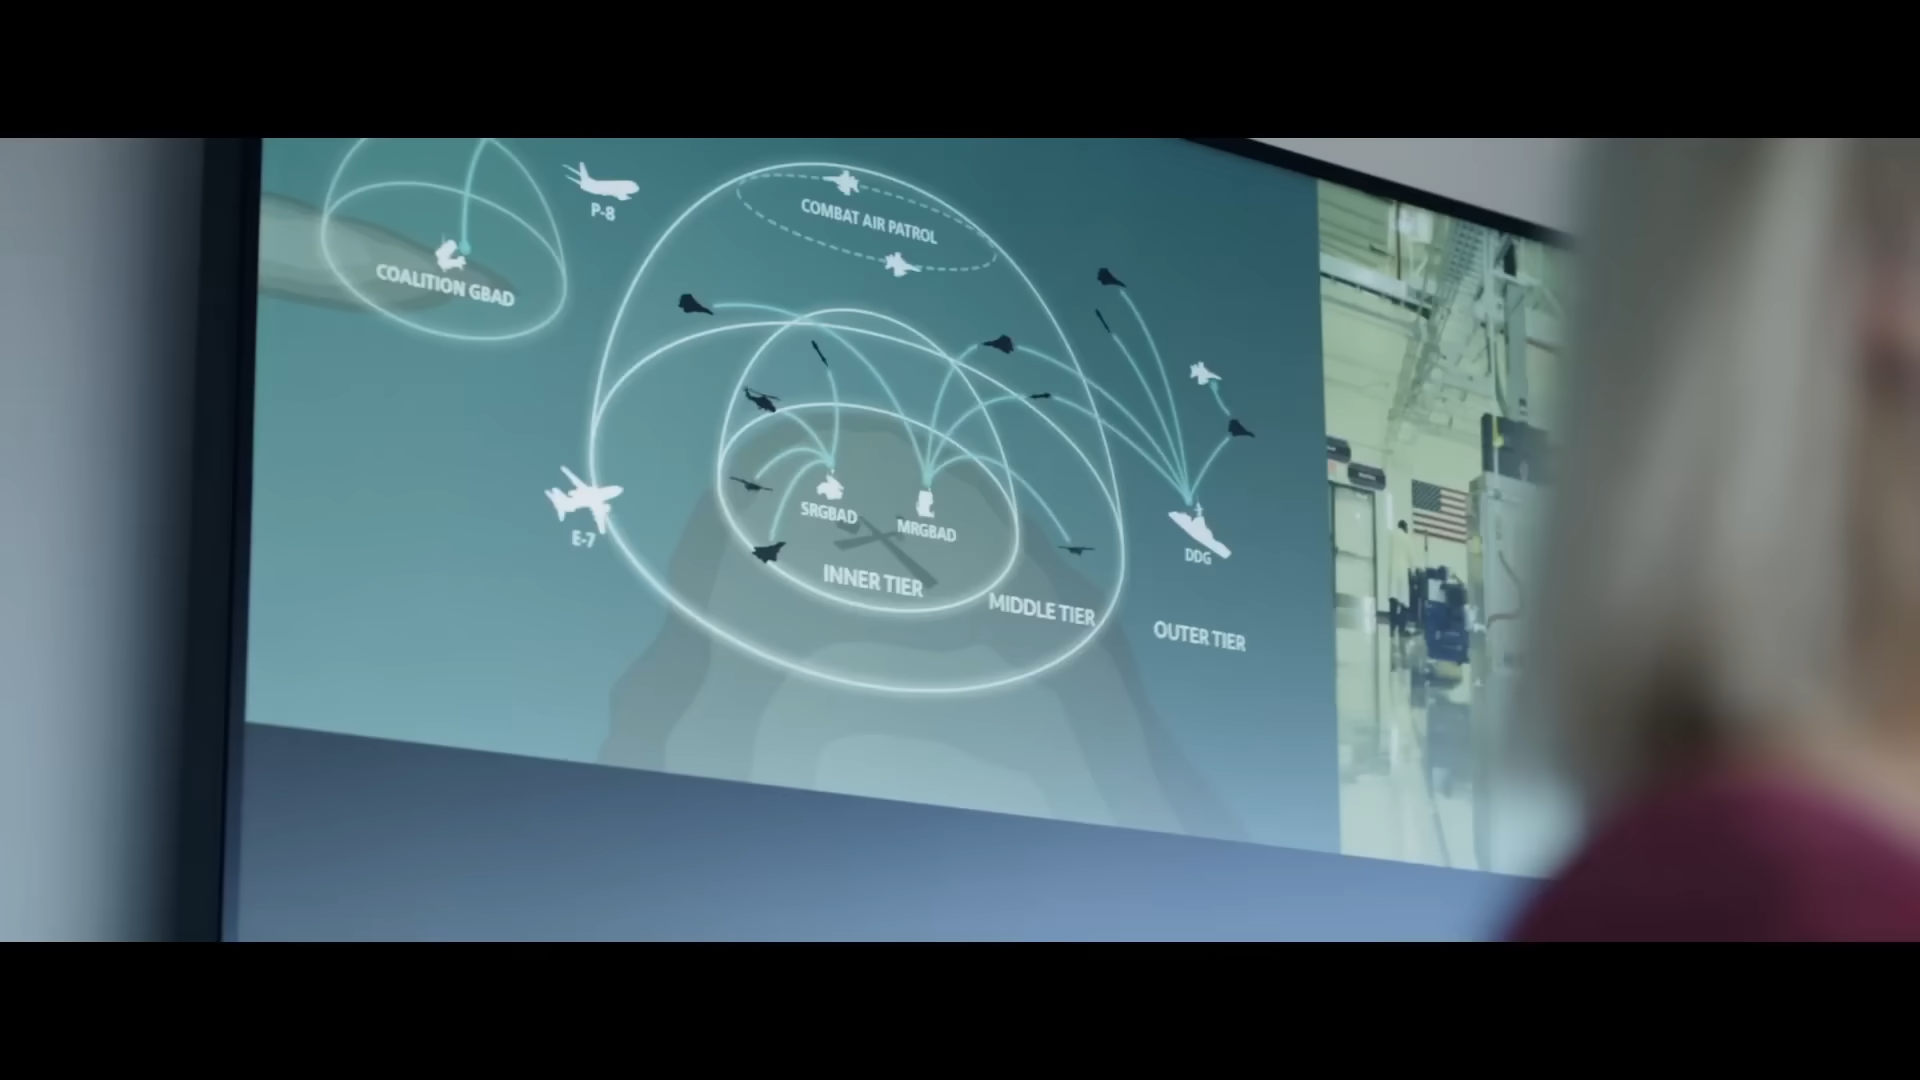 P-8
COMBAT AIR PATROL
COALITION GBAD
SRGBAD
MRGBAD
E-7
DDG
INNER TIER
MIDDLE TIER
OUTER TIER